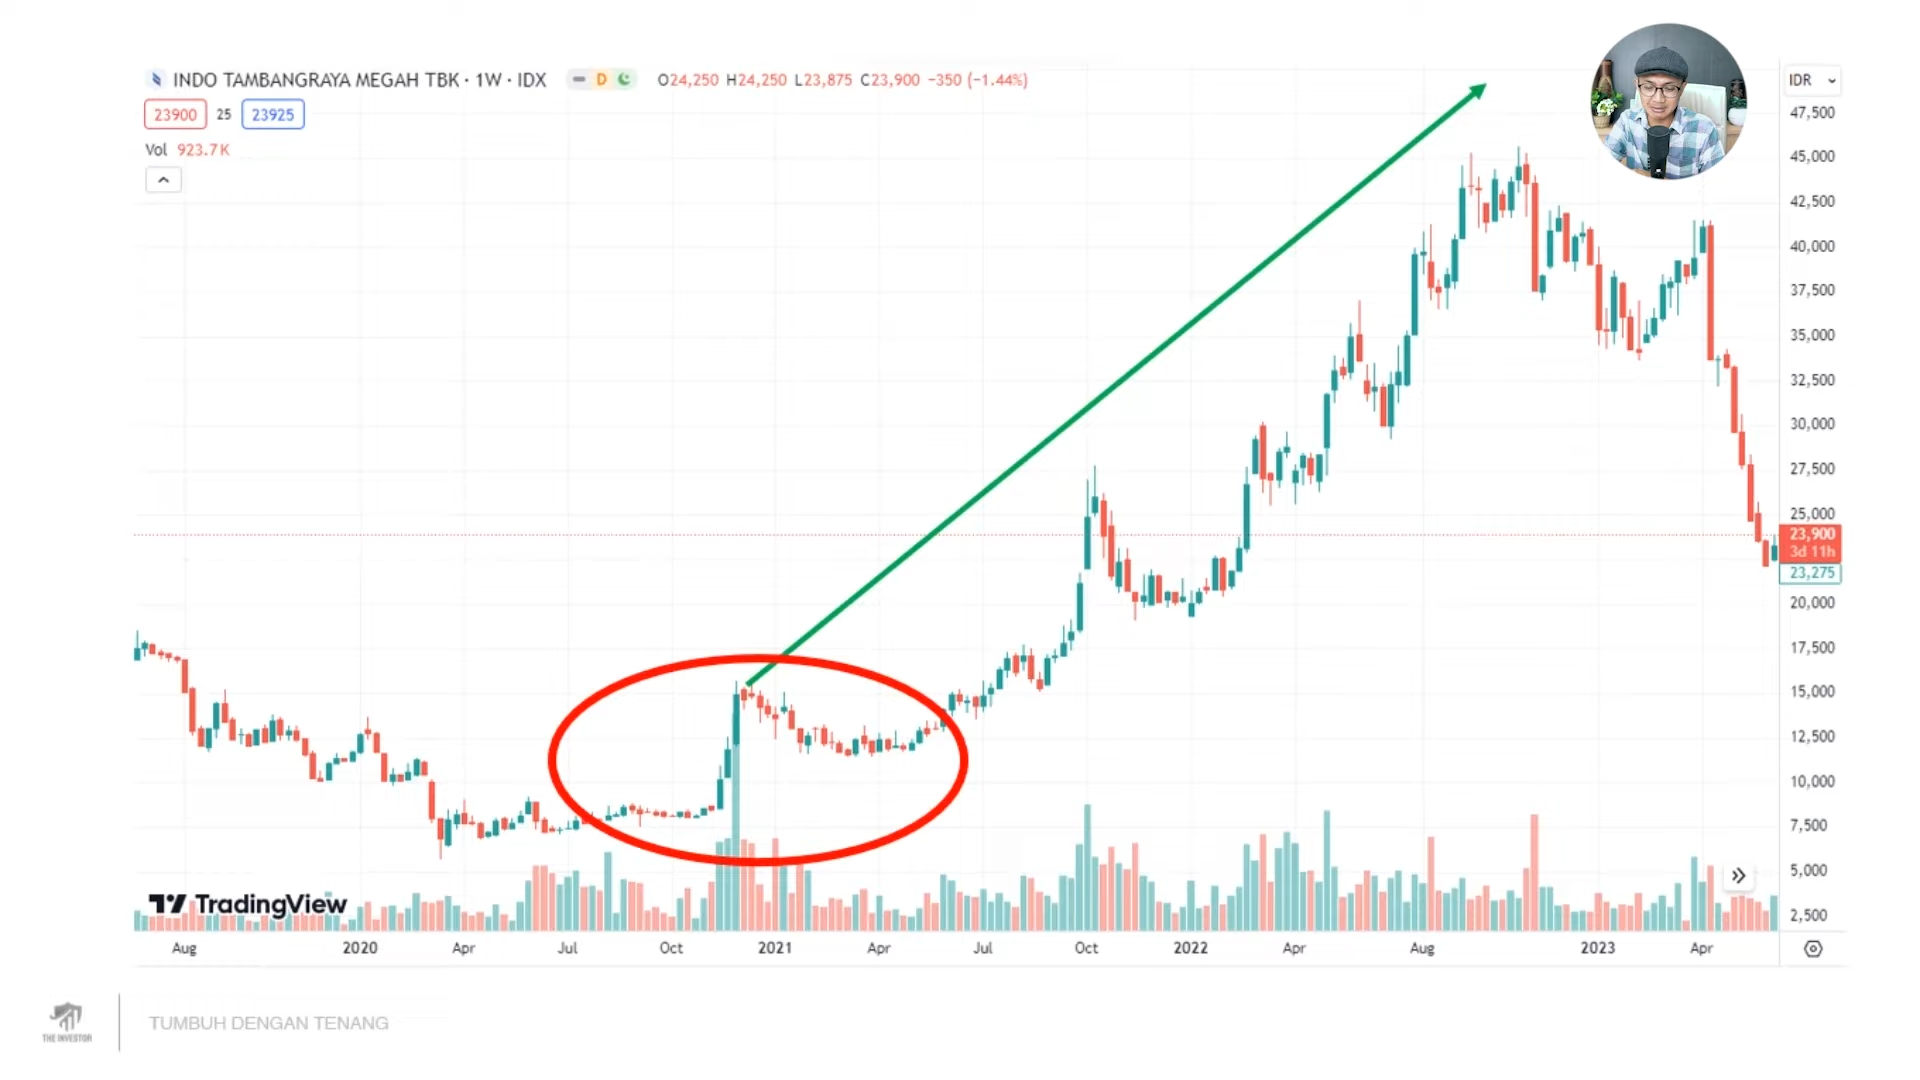 INDO TAMBANGRAYA MEGAH TBK · 1W · IDX D O24,250 H24,250 L23,875 C23,900 −350 (−1.44%)
IDR
23900 25 23925
Vol 923.7K
47,500
45,000
42,500
40,000
37,500
35,000
32,500
30,000
27,500
25,000
23,900
3d 11h
23,275
20,000
17,500
15,000
12,500
10,000
7,500
5,000
2,500
TradingView
Aug 2020 Apr Jul Oct 2021 Apr Jul Oct 2022 Apr Aug 2023 Apr
THE INVESTOR
TUMBUH DENGAN TENANG